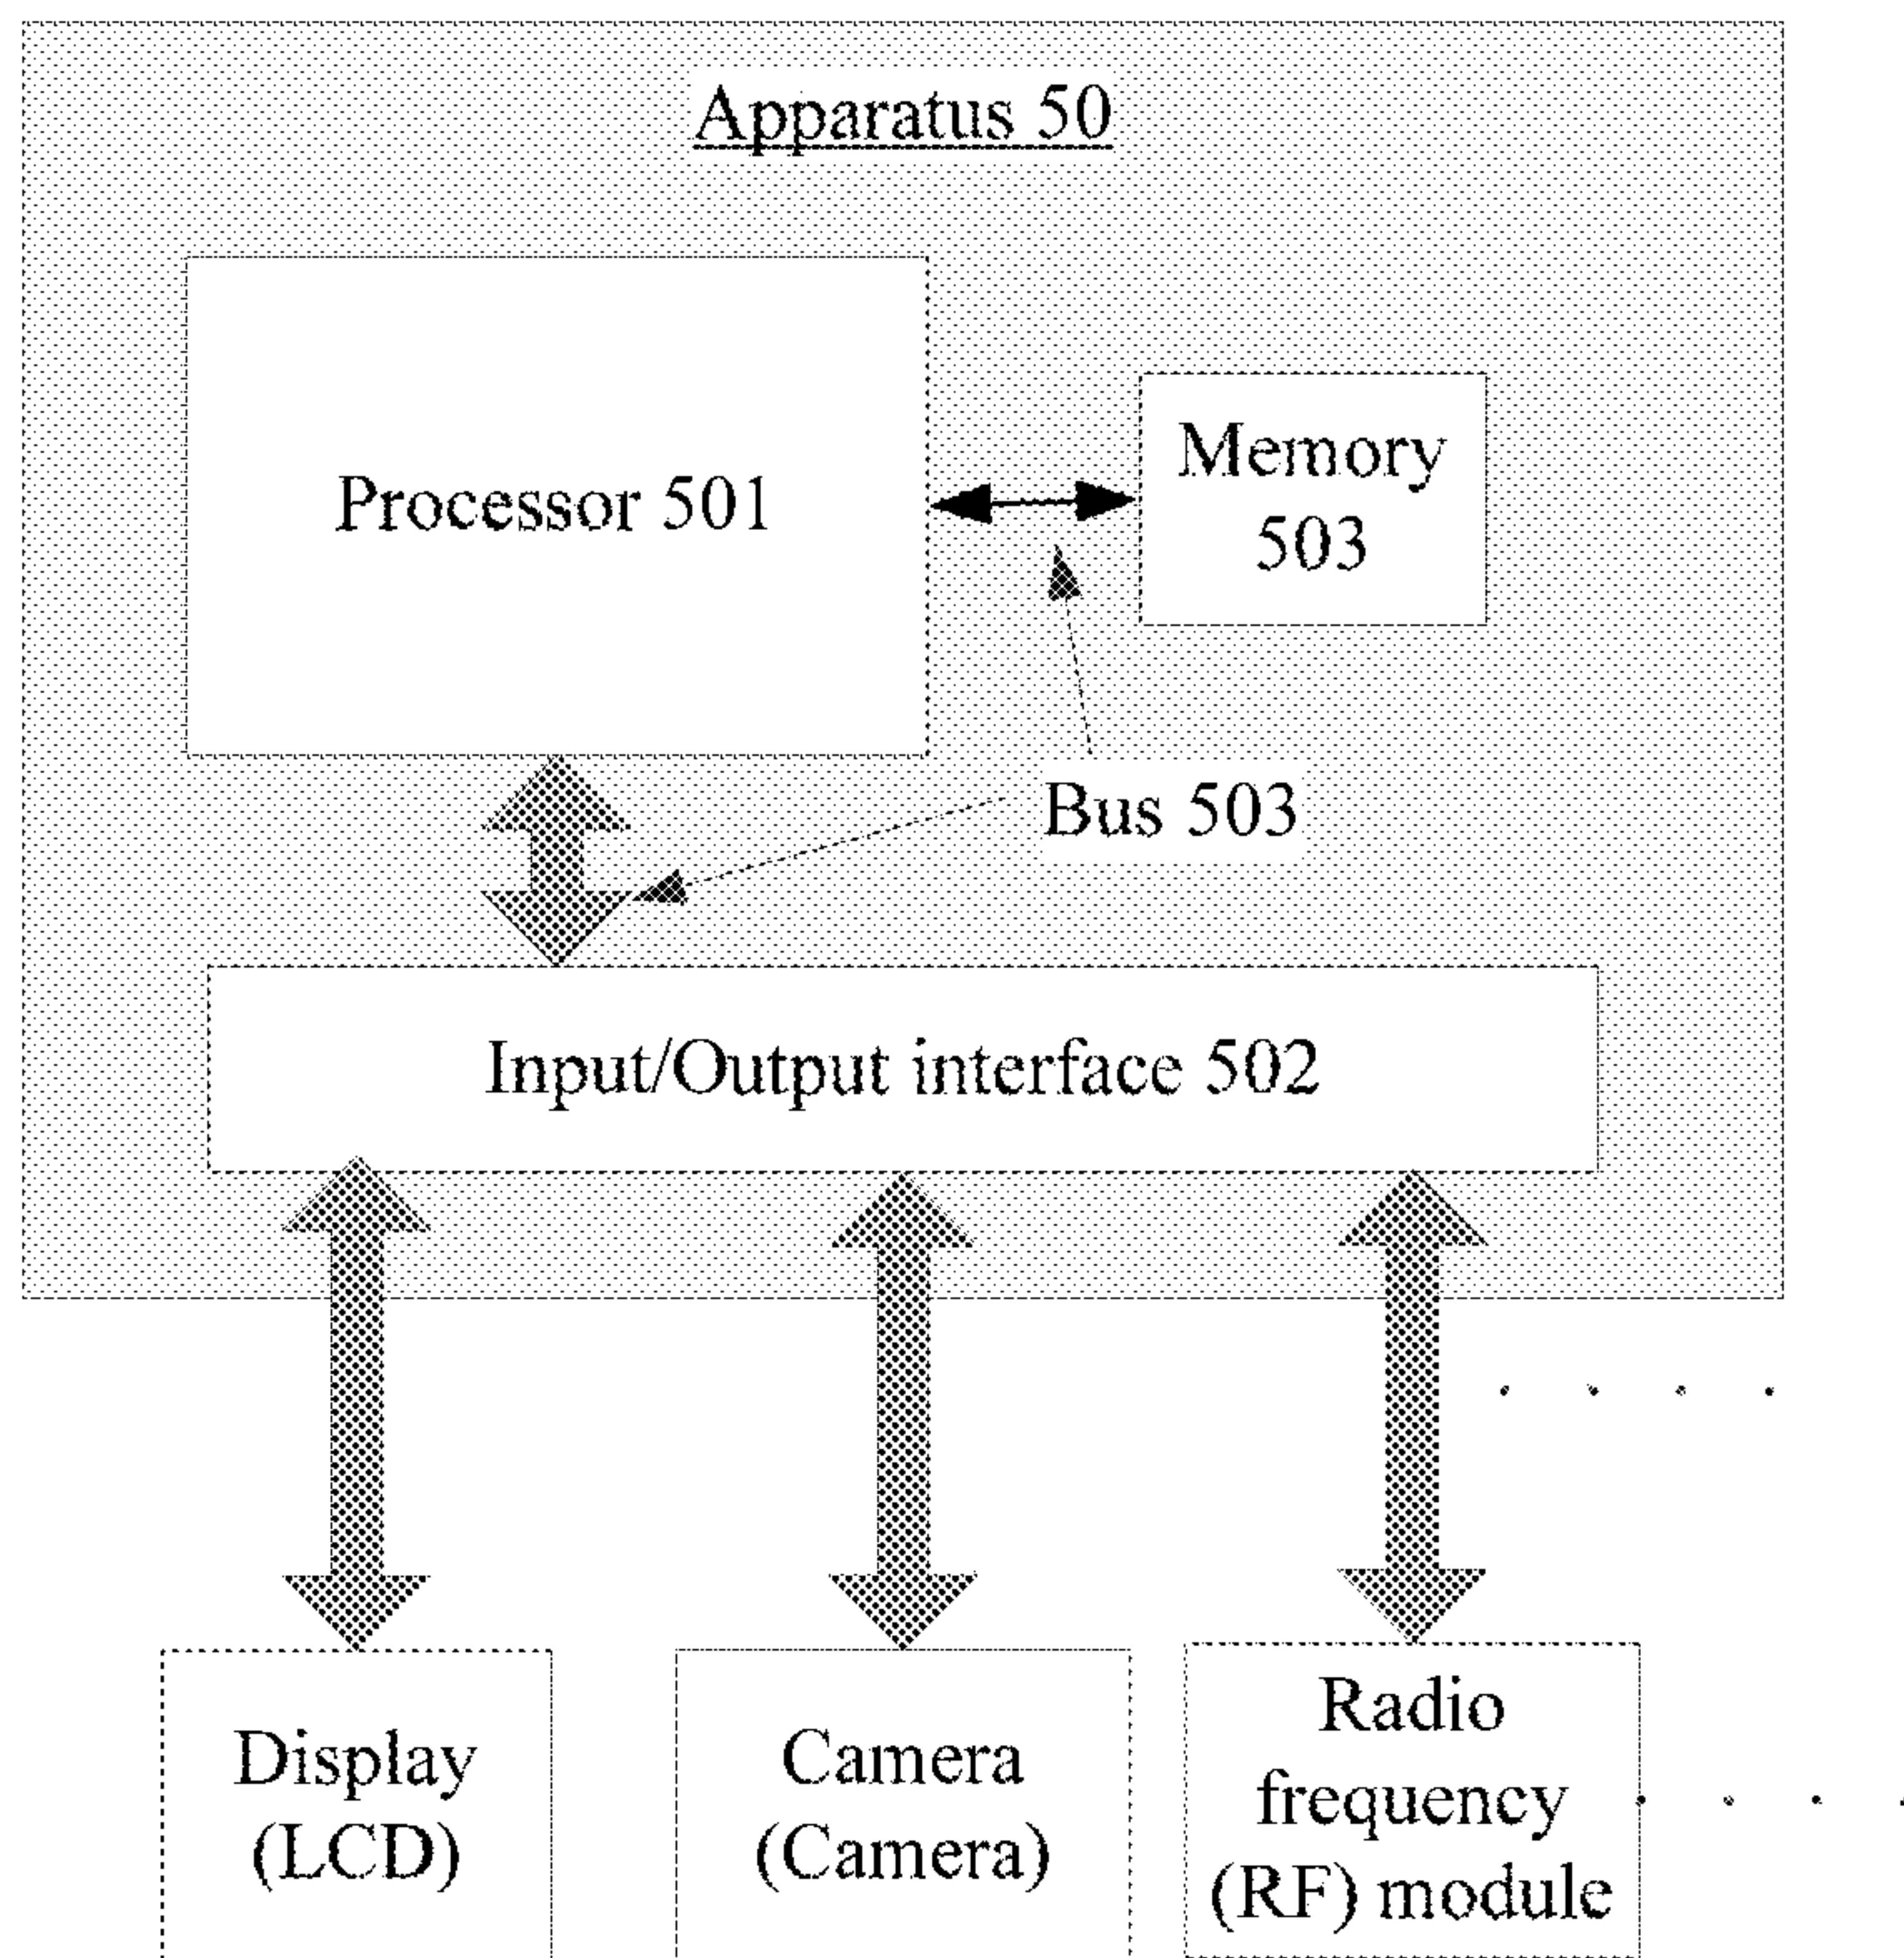 Apparatus 50
Processor 501
Memory
503
Bus 503
Input/Output interface 502
Display
(LCD)
Camera
(Camera)
Radio
frequency
(RF) module